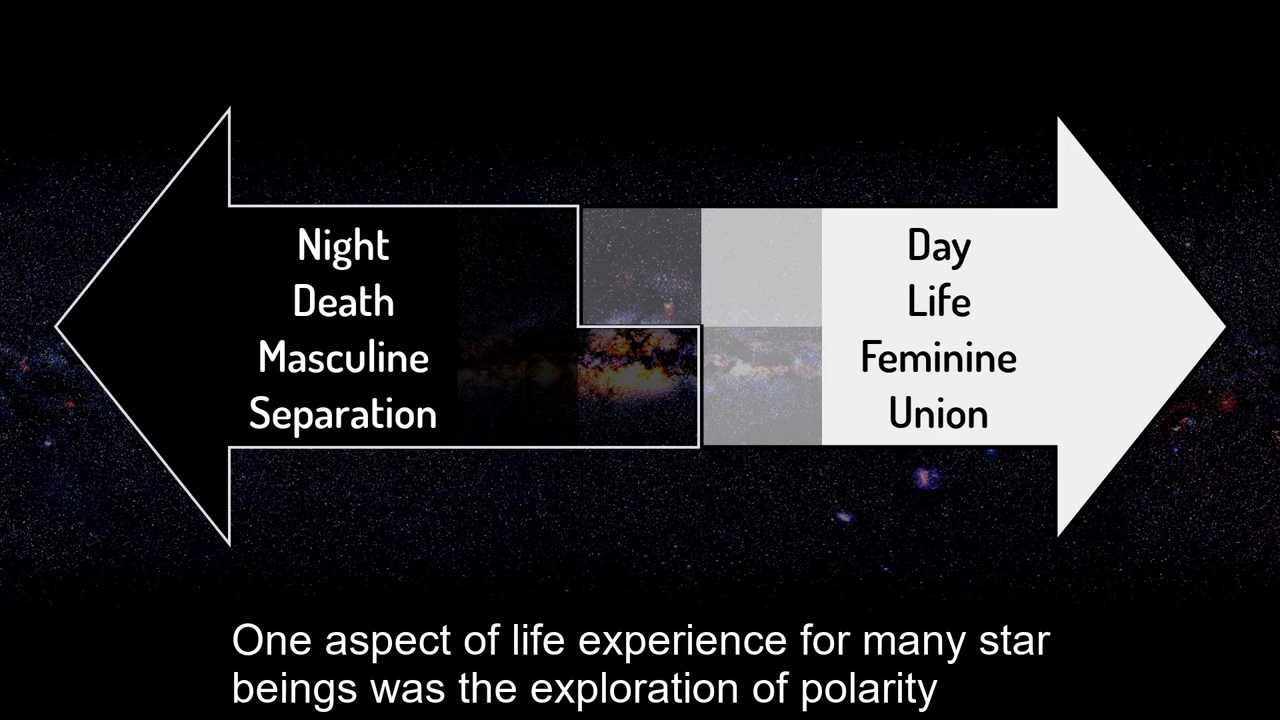 Night
Death
Masculine
Separation
Day
Life
Feminine
Union
One aspect of life experience for many star
beings was the exploration of polarity